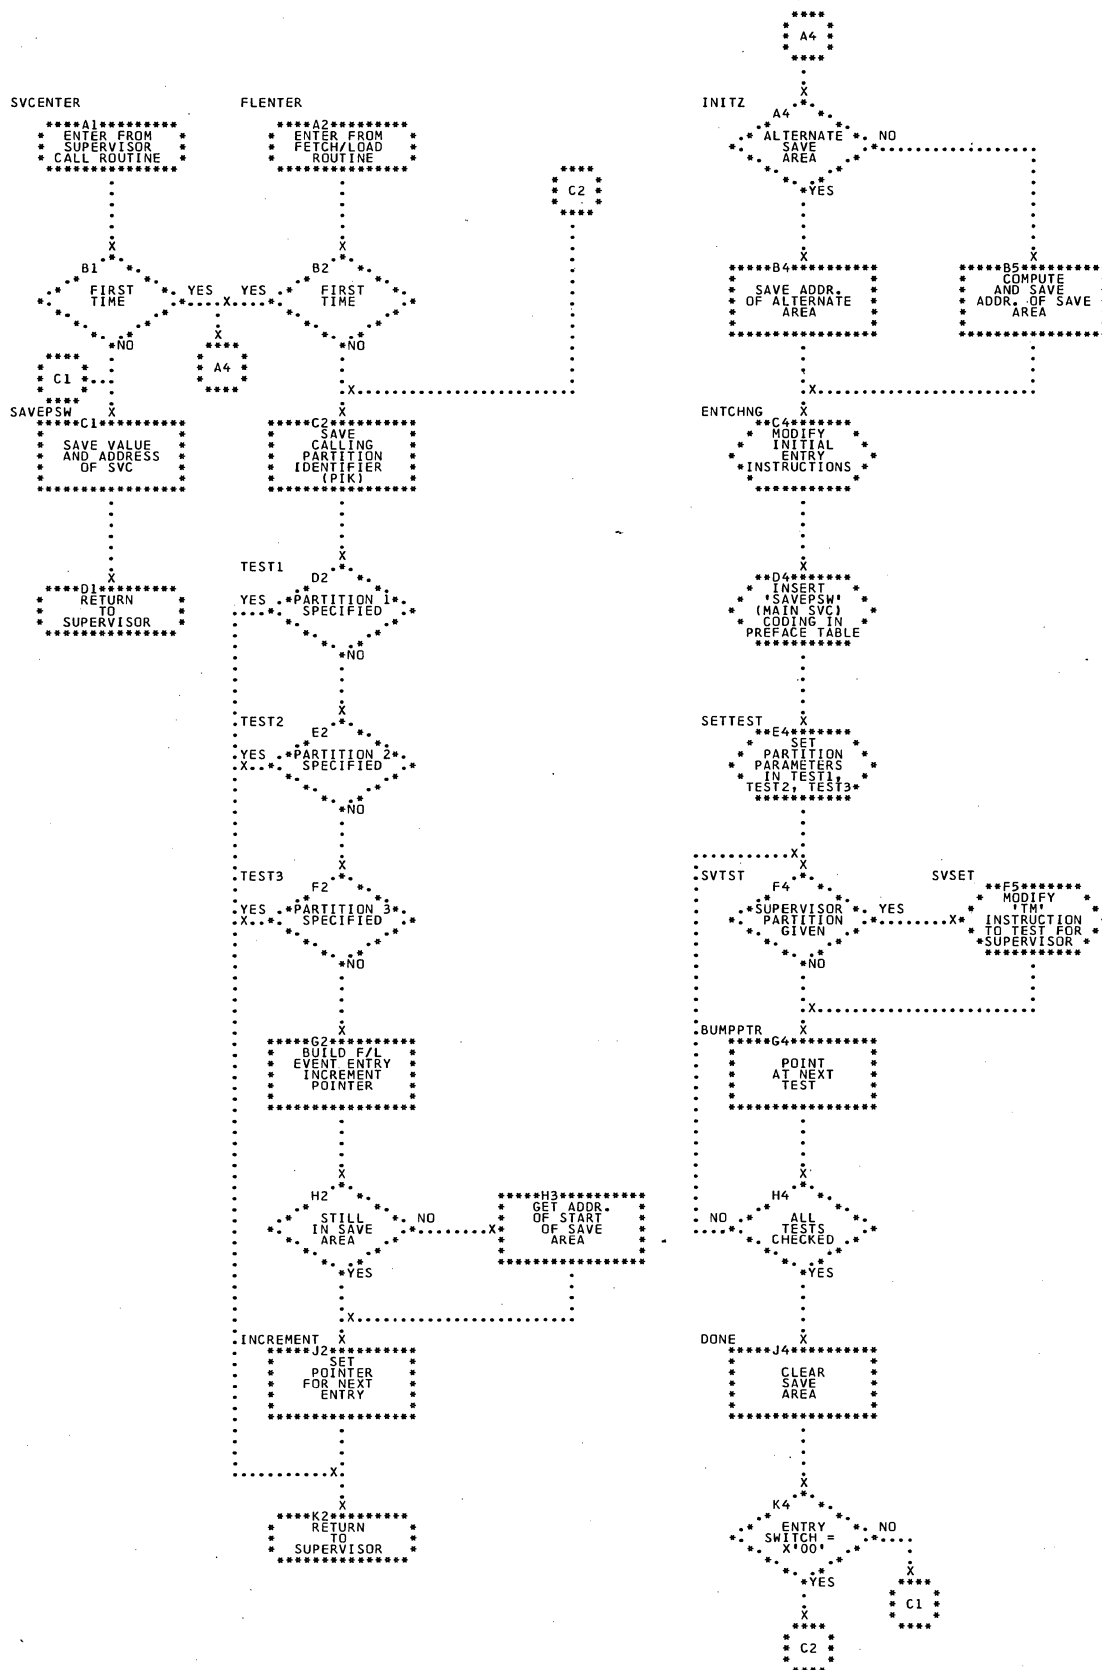 A4
SVCENTER
FLENTER
INITZ
A1
ENTER FROM
SUPERVISOR
CALL ROUTINE
A2
ENTER FROM
FETCH/LOAD
ROUTINE
A4
ALTERNATE
SAVE
AREA
NO
YES
C2
B1
FIRST
TIME
YES
NO
B2
FIRST
TIME
YES
NO
B4
SAVE ADDR.
OF ALTERNATE
AREA
B5
COMPUTE
AND SAVE
ADDR. OF SAVE
AREA
C1
A4
SAVEPSW
C1
SAVE VALUE
AND ADDRESS
OF SVC
C2
SAVE
CALLING
PARTITION
IDENTIFIER
(PIK)
ENTCHNG
C4
MODIFY
INITIAL
ENTRY
INSTRUCTIONS
D1
RETURN
TO
SUPERVISOR
TEST1
D2
YES
PARTITION 1
SPECIFIED
NO
D4
INSERT
'SAVEPSW'
(MAIN SVC)
CODING IN
PREFACE TABLE
TEST2
E2
YES
PARTITION 2
SPECIFIED
NO
SETTEST
E4
SET
PARTITION
PARAMETERS
IN TEST1,
TEST2, TEST3
TEST3
F2
YES
PARTITION 3
SPECIFIED
NO
SVTST
F4
SUPERVISOR
PARTITION
GIVEN
YES
NO
SVSET
F5
MODIFY
'TM'
INSTRUCTION
TO TEST FOR
SUPERVISOR
G2
BUILD F/L
EVENT ENTRY
INCREMENT
POINTER
BUMPPTR
G4
POINT
AT NEXT
TEST
H2
STILL
IN SAVE
AREA
NO
YES
H3
GET ADDR.
OF START
OF SAVE
AREA
H4
NO
ALL
TESTS
CHECKED
YES
INCREMENT
J2
SET
POINTER
FOR NEXT
ENTRY
DONE
J4
CLEAR
SAVE
AREA
K2
RETURN
TO
SUPERVISOR
K4
ENTRY
SWITCH =
X'00'
NO
YES
C1
C2